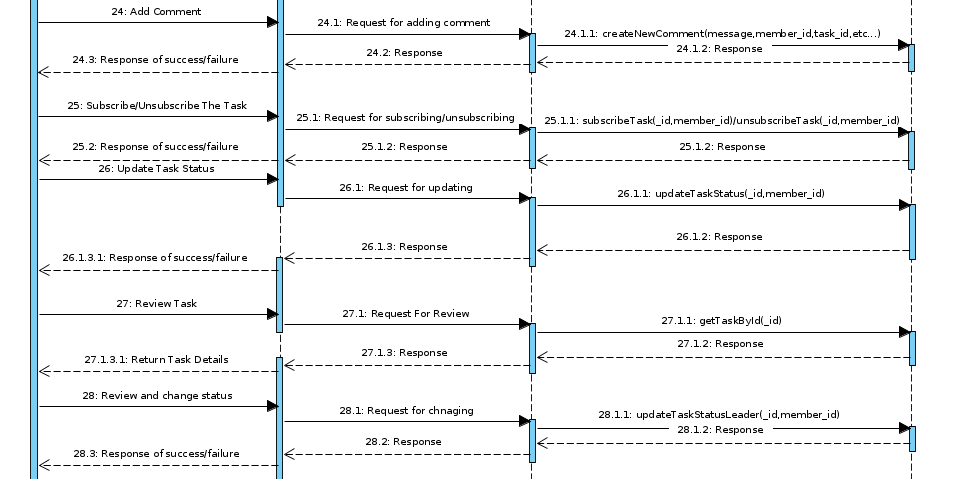 24: Add Comment
24.1: Request for adding comment
24.1.1: createNewComment(message,member_id,task_id,etc...)
24.1.2: Response
24.2: Response
24.3: Response of success/failure
25: Subscribe/Unsubscribe The Task
25.1: Request for subscribing/unsubscribing
25.1.1: subscribeTask(_id,member_id)/unsubscribeTask(_id,member_id)
25.2: Response of success/failure
25.1.2: Response
25.1.2: Response
26: Update Task Status
26.1: Request for updating
26.1.1: updateTaskStatus(_id,member_id)
26.1.2: Response
26.1.3: Response
26.1.3.1: Response of success/failure
27: Review Task
27.1: Request For Review
27.1.1: getTaskById(_id)
27.1.2: Response
27.1.3: Response
27.1.3.1: Return Task Details
28: Review and change status
28.1: Request for chnaging
28.1.1: updateTaskStatusLeader(_id,member_id)
28.1.2: Response
28.2: Response
28.3: Response of success/failure